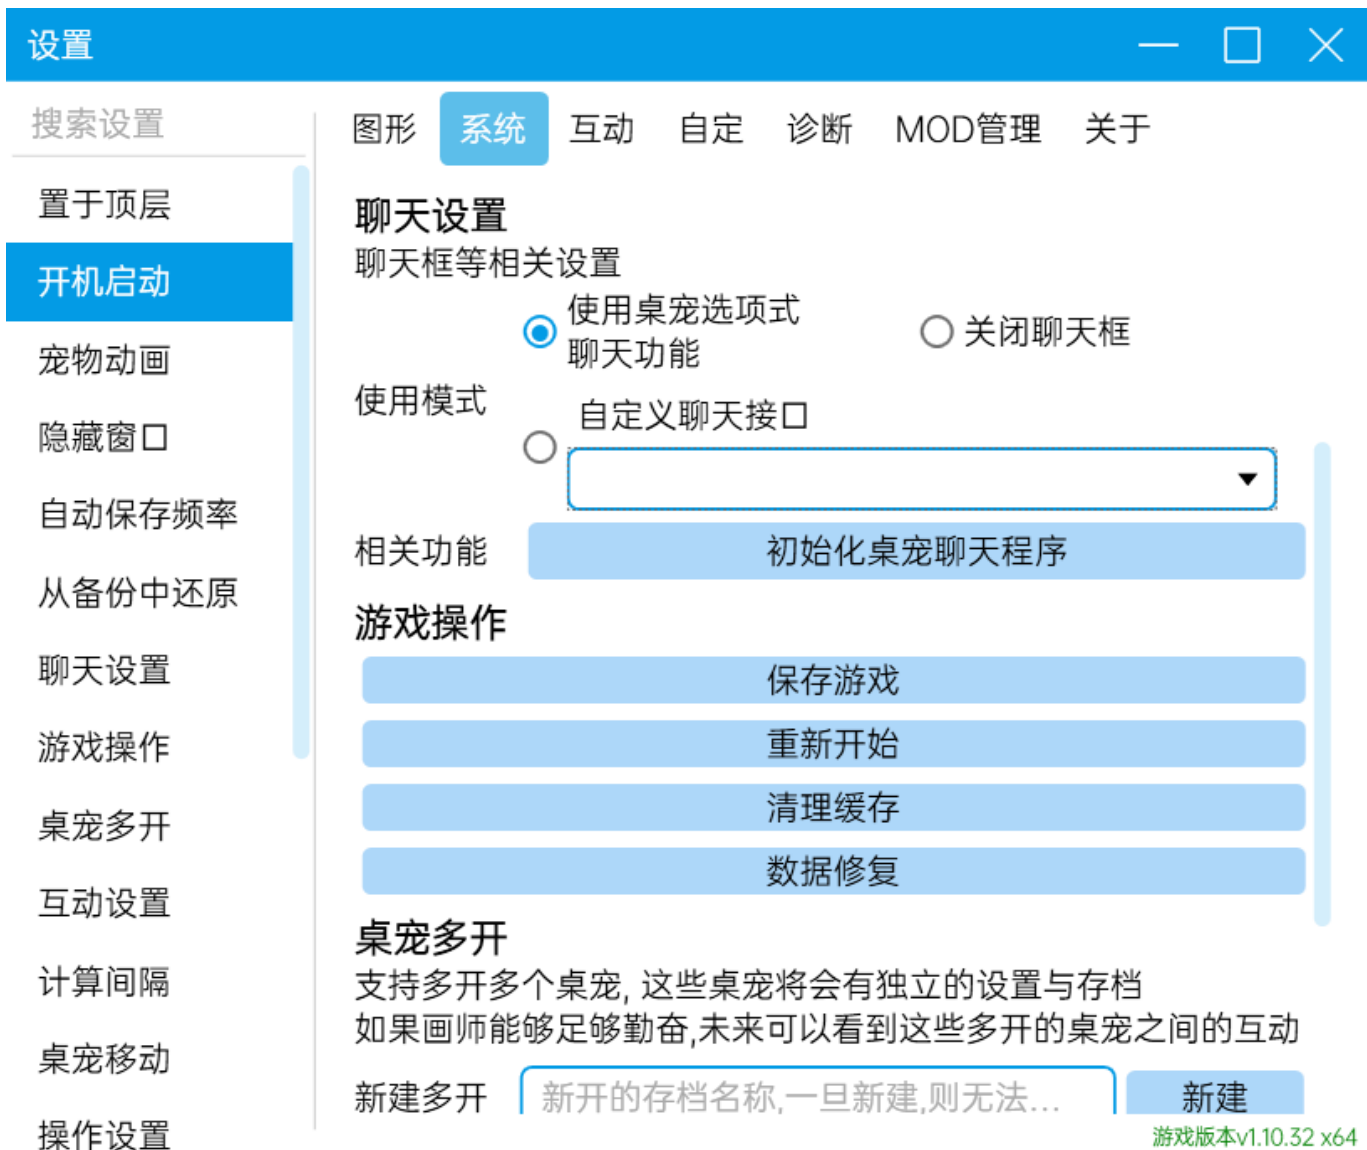 设置
搜索设置
图形 系统 互动 自定 诊断 MOD管理 关于
置于顶层
开机启动
宠物动画
隐藏窗口
自动保存频率
从备份中还原
聊天设置
游戏操作
桌宠多开
互动设置
计算间隔
桌宠移动
操作设置
聊天设置
聊天框等相关设置
使用模式
使用桌宠选项式
聊天功能
关闭聊天框
自定义聊天接口
相关功能 初始化桌宠聊天程序
游戏操作
保存游戏
重新开始
清理缓存
数据修复
桌宠多开
支持多开多个桌宠, 这些桌宠将会有独立的设置与存档
如果画师能够足够勤奋,未来可以看到这些多开的桌宠之间的互动
新建多开 新开的存档名称,一旦新建,则无法... 新建
游戏版本v1.10.32 x64